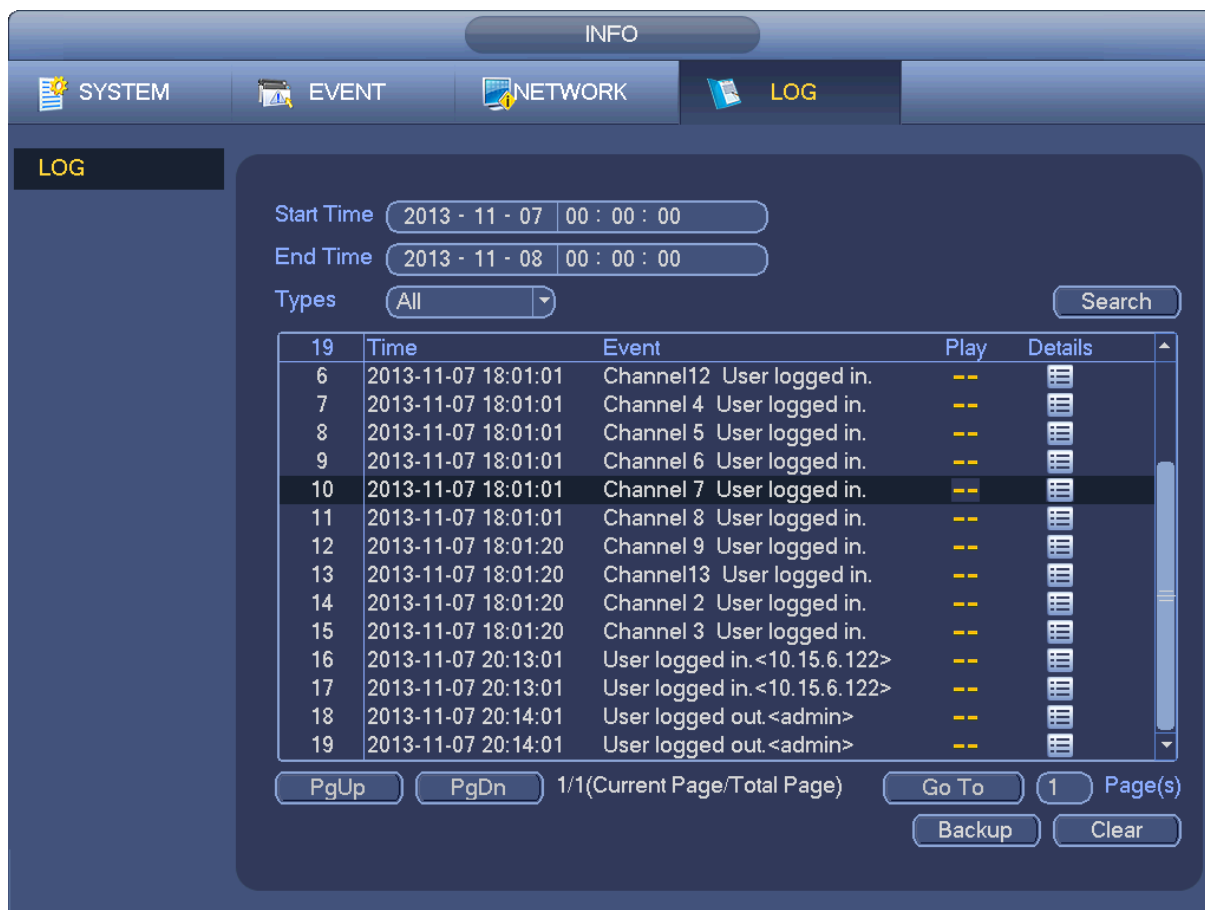 INFO
SYSTEM EVENT NETWORK LOG
LOG
Start Time 2013 - 11 - 07 00 : 00 : 00
End Time 2013 - 11 - 08 00 : 00 : 00
Types All Search
19 Time Event Play Details
6 2013-11-07 18:01:01 Channel12 User logged in. --
7 2013-11-07 18:01:01 Channel 4 User logged in. --
8 2013-11-07 18:01:01 Channel 5 User logged in. --
9 2013-11-07 18:01:01 Channel 6 User logged in. --
10 2013-11-07 18:01:01 Channel 7 User logged in. --
11 2013-11-07 18:01:01 Channel 8 User logged in. --
12 2013-11-07 18:01:20 Channel 9 User logged in. --
13 2013-11-07 18:01:20 Channel13 User logged in. --
14 2013-11-07 18:01:20 Channel 2 User logged in. --
15 2013-11-07 18:01:20 Channel 3 User logged in. --
16 2013-11-07 20:13:01 User logged in.<10.15.6.122> --
17 2013-11-07 20:13:01 User logged in.<10.15.6.122> --
18 2013-11-07 20:14:01 User logged out.<admin> --
19 2013-11-07 20:14:01 User logged out.<admin> --
PgUp PgDn 1/1(Current Page/Total Page) Go To 1 Page(s)
Backup Clear